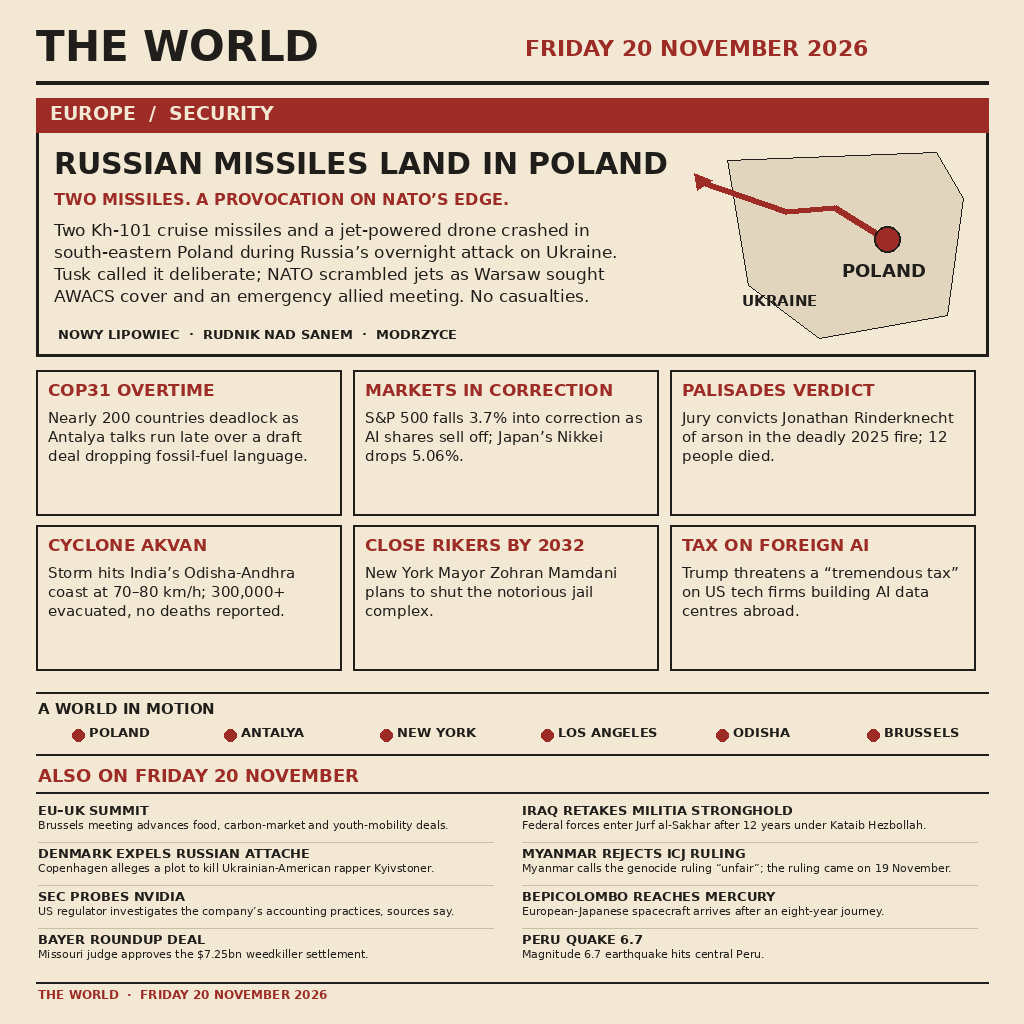 THE WORLD
FRIDAY 20 NOVEMBER 2026
EUROPE / SECURITY
RUSSIAN MISSILES LAND IN POLAND
TWO MISSILES. A PROVOCATION ON NATO’S EDGE.
Two Kh-101 cruise missiles and a jet-powered drone crashed in
south-eastern Poland during Russia’s overnight attack on Ukraine.
Tusk called it deliberate; NATO scrambled jets as Warsaw sought
AWACS cover and an emergency allied meeting. No casualties.
NOWY LIPOWIEC · RUDNIK NAD SANEM · MODRZYCE
POLAND
UKRAINE
COP31 OVERTIME
Nearly 200 countries deadlock as
Antalya talks run late over a draft
deal dropping fossil-fuel language.
MARKETS IN CORRECTION
S&P 500 falls 3.7% into correction as
AI shares sell off; Japan’s Nikkei
drops 5.06%.
PALISADES VERDICT
Jury convicts Jonathan Rinderknecht
of arson in the deadly 2025 fire; 12
people died.
CYCLONE AKVAN
Storm hits India’s Odisha-Andhra
coast at 70–80 km/h; 300,000+
evacuated, no deaths reported.
CLOSE RIKERS BY 2032
New York Mayor Zohran Mamdani
plans to shut the notorious jail
complex.
TAX ON FOREIGN AI
Trump threatens a “tremendous tax”
on US tech firms building AI data
centres abroad.
A WORLD IN MOTION
POLAND
ANTALYA
NEW YORK
LOS ANGELES
ODISHA
BRUSSELS
ALSO ON FRIDAY 20 NOVEMBER
EU–UK SUMMIT
Brussels meeting advances food, carbon-market and youth-mobility deals.
DENMARK EXPELS RUSSIAN ATTACHE
Copenhagen alleges a plot to kill Ukrainian-American rapper Kyivstoner.
SEC PROBES NVIDIA
US regulator investigates the company’s accounting practices, sources say.
BAYER ROUNDUP DEAL
Missouri judge approves the $7.25bn weedkiller settlement.
IRAQ RETAKES MILITIA STRONGHOLD
Federal forces enter Jurf al-Sakhar after 12 years under Kataib Hezbollah.
MYANMAR REJECTS ICJ RULING
Myanmar calls the genocide ruling “unfair”; the ruling came on 19 November.
BEPICOLOMBO REACHES MERCURY
European-Japanese spacecraft arrives after an eight-year journey.
PERU QUAKE 6.7
Magnitude 6.7 earthquake hits central Peru.
THE WORLD · FRIDAY 20 NOVEMBER 2026